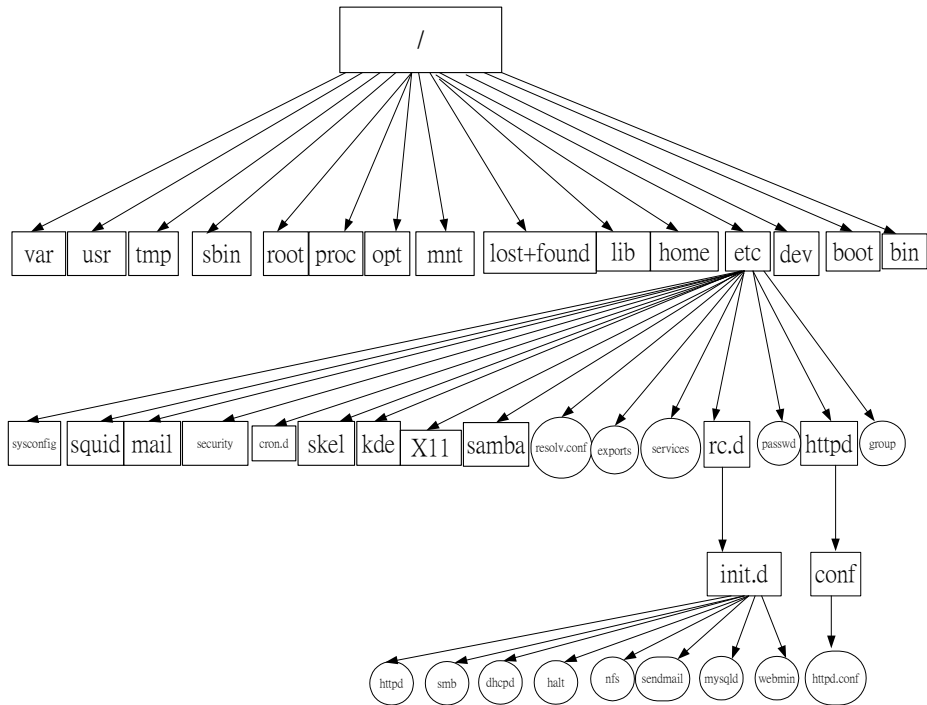 /
var
usr
tmp
sbin
root
proc
opt
mnt
lost+found
lib
home
etc
dev
boot
bin
sysconfig
squid
mail
security
cron.d
skel
kde
X11
samba
resolv.conf
exports
services
rc.d
passwd
httpd
group
init.d
conf
httpd
smb
dhcpd
halt
nfs
sendmail
mysqld
webmin
httpd.conf